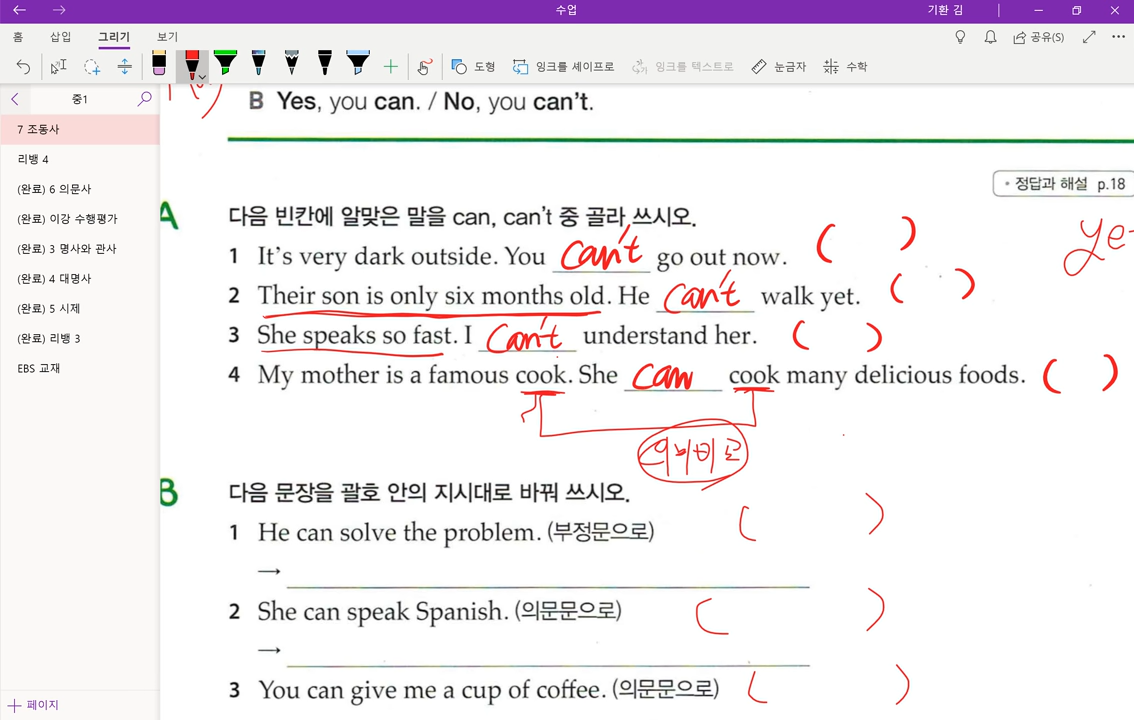 수업
기환 김
홈 삽입 그리기 보기
공유(S)
도형 잉크를 셰이프로 잉크를 텍스트로 눈금자 수학
중1
7 조동사
리뱅 4
(완료) 6 의문사
(완료) 이강 수행평가
(완료) 3 명사와 관사
(완료) 4 대명사
(완료) 5 시제
(완료) 리뱅 3
EBS 교재
페이지
B Yes, you can. / No, you can't.
• 정답과 해설 p.18
A 다음 빈칸에 알맞은 말을 can, can't 중 골라 쓰시오.
ye
1 It's very dark outside. You can't go out now. ( )
2 Their son is only six months old. He can't walk yet. ( )
3 She speaks so fast. I can't understand her. ( )
4 My mother is a famous cook. She can cook many delicious foods. ( )
B 다음 문장을 괄호 안의 지시대로 바꿔 쓰시오.
1 He can solve the problem. (부정문으로) ( )
→
2 She can speak Spanish. (의문문으로) ( )
→
3 You can give me a cup of coffee. (의문문으로) ( )